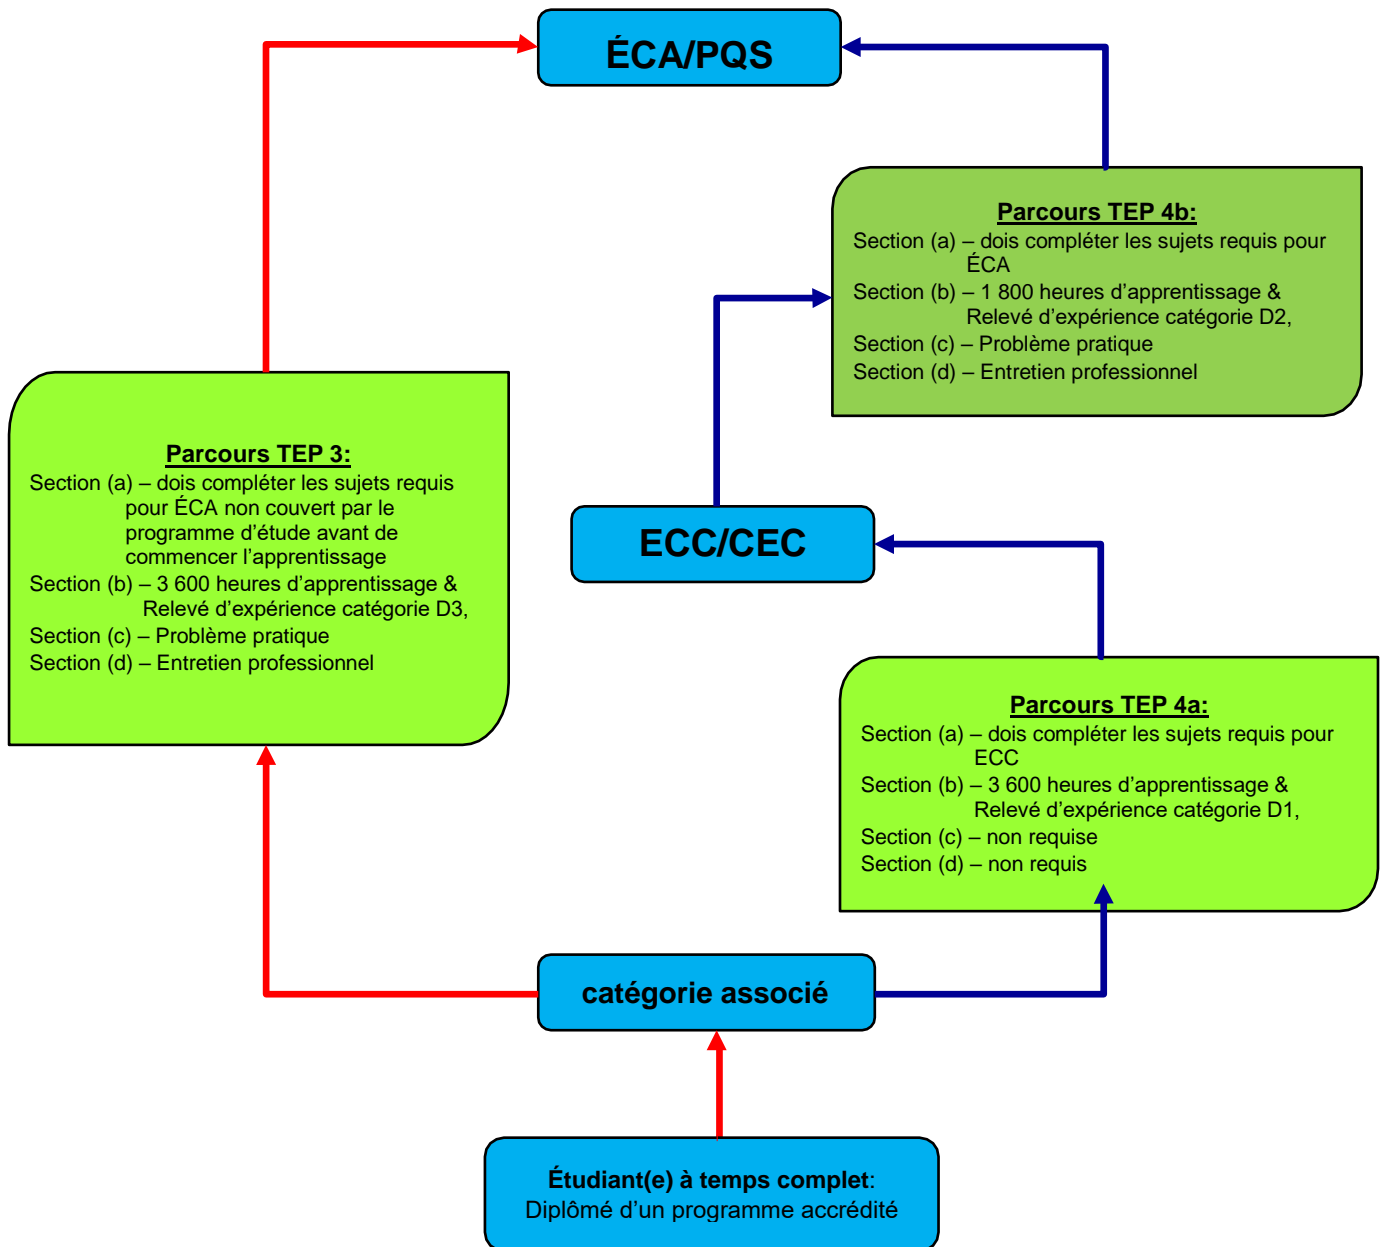 ÉCA/PQS
Parcours TEP 4b:
Section (a) – dois compléter les sujets requis pour
ÉCA
Section (b) – 1 800 heures d'apprentissage &
Relevé d'expérience catégorie D2,
Section (c) – Problème pratique
Section (d) – Entretien professionnel
Parcours TEP 3:
Section (a) – dois compléter les sujets requis
pour ÉCA non couvert par le
programme d'étude avant de
commencer l'apprentissage
Section (b) – 3 600 heures d'apprentissage &
Relevé d'expérience catégorie D3,
Section (c) – Problème pratique
Section (d) – Entretien professionnel
ECC/CEC
Parcours TEP 4a:
Section (a) – dois compléter les sujets requis pour
ECC
Section (b) – 3 600 heures d'apprentissage &
Relevé d'expérience catégorie D1,
Section (c) – non requise
Section (d) – non requis
catégorie associé
Étudiant(e) à temps complet:
Diplômé d'un programme accrédité